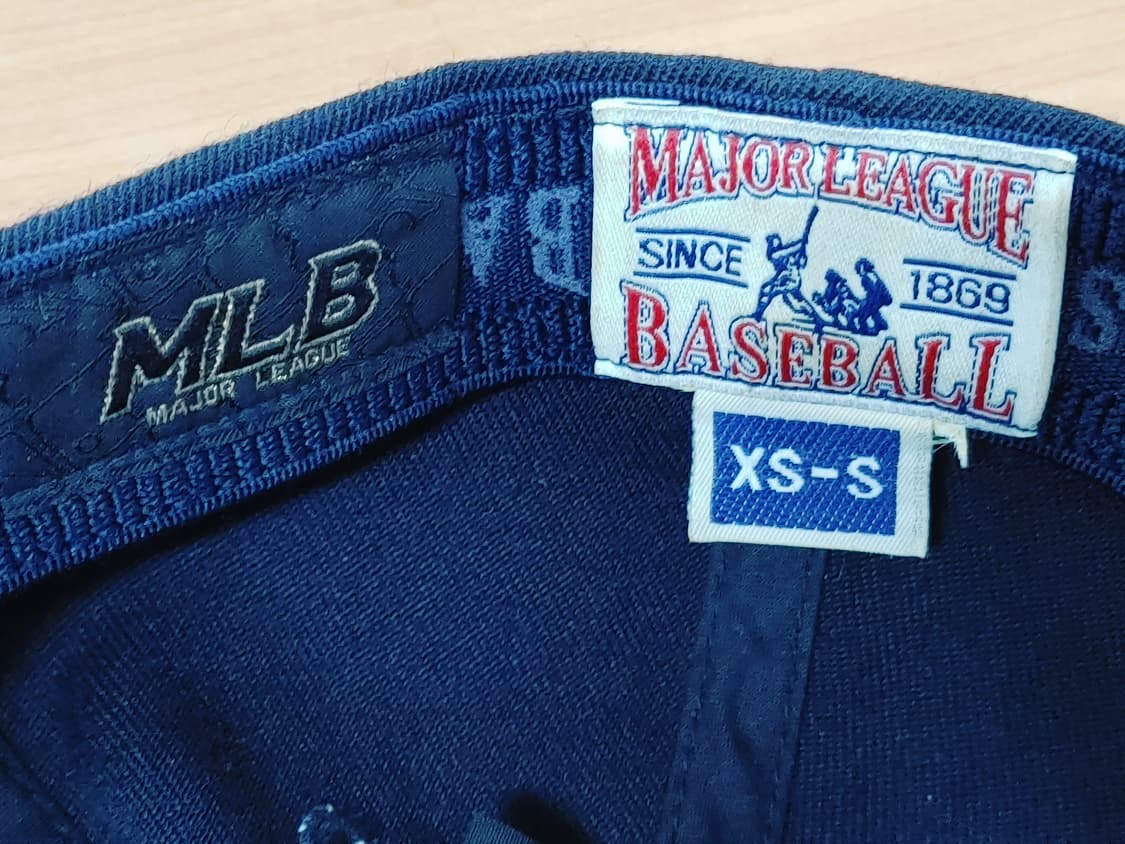 MLB
MAJOR LEAGUE
MAJOR LEAGUE
SINCE 1869
BASEBALL
XS-S